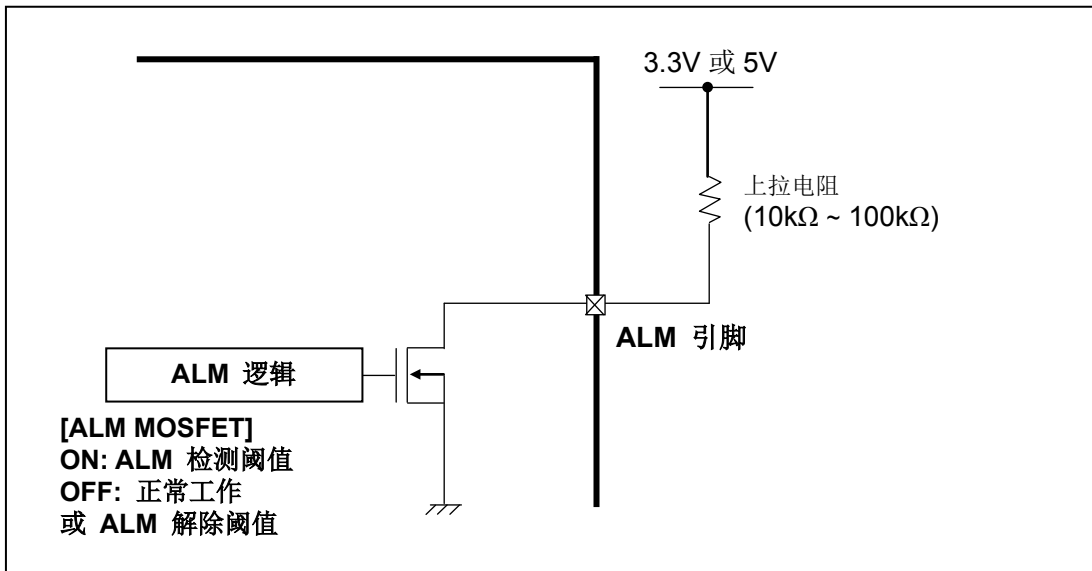 3.3V 或 5V
上拉电阻
(10kΩ ~ 100kΩ)
ALM 引脚
ALM 逻辑
[ALM MOSFET]
ON: ALM 检测阈值
OFF: 正常工作
或 ALM 解除阈值